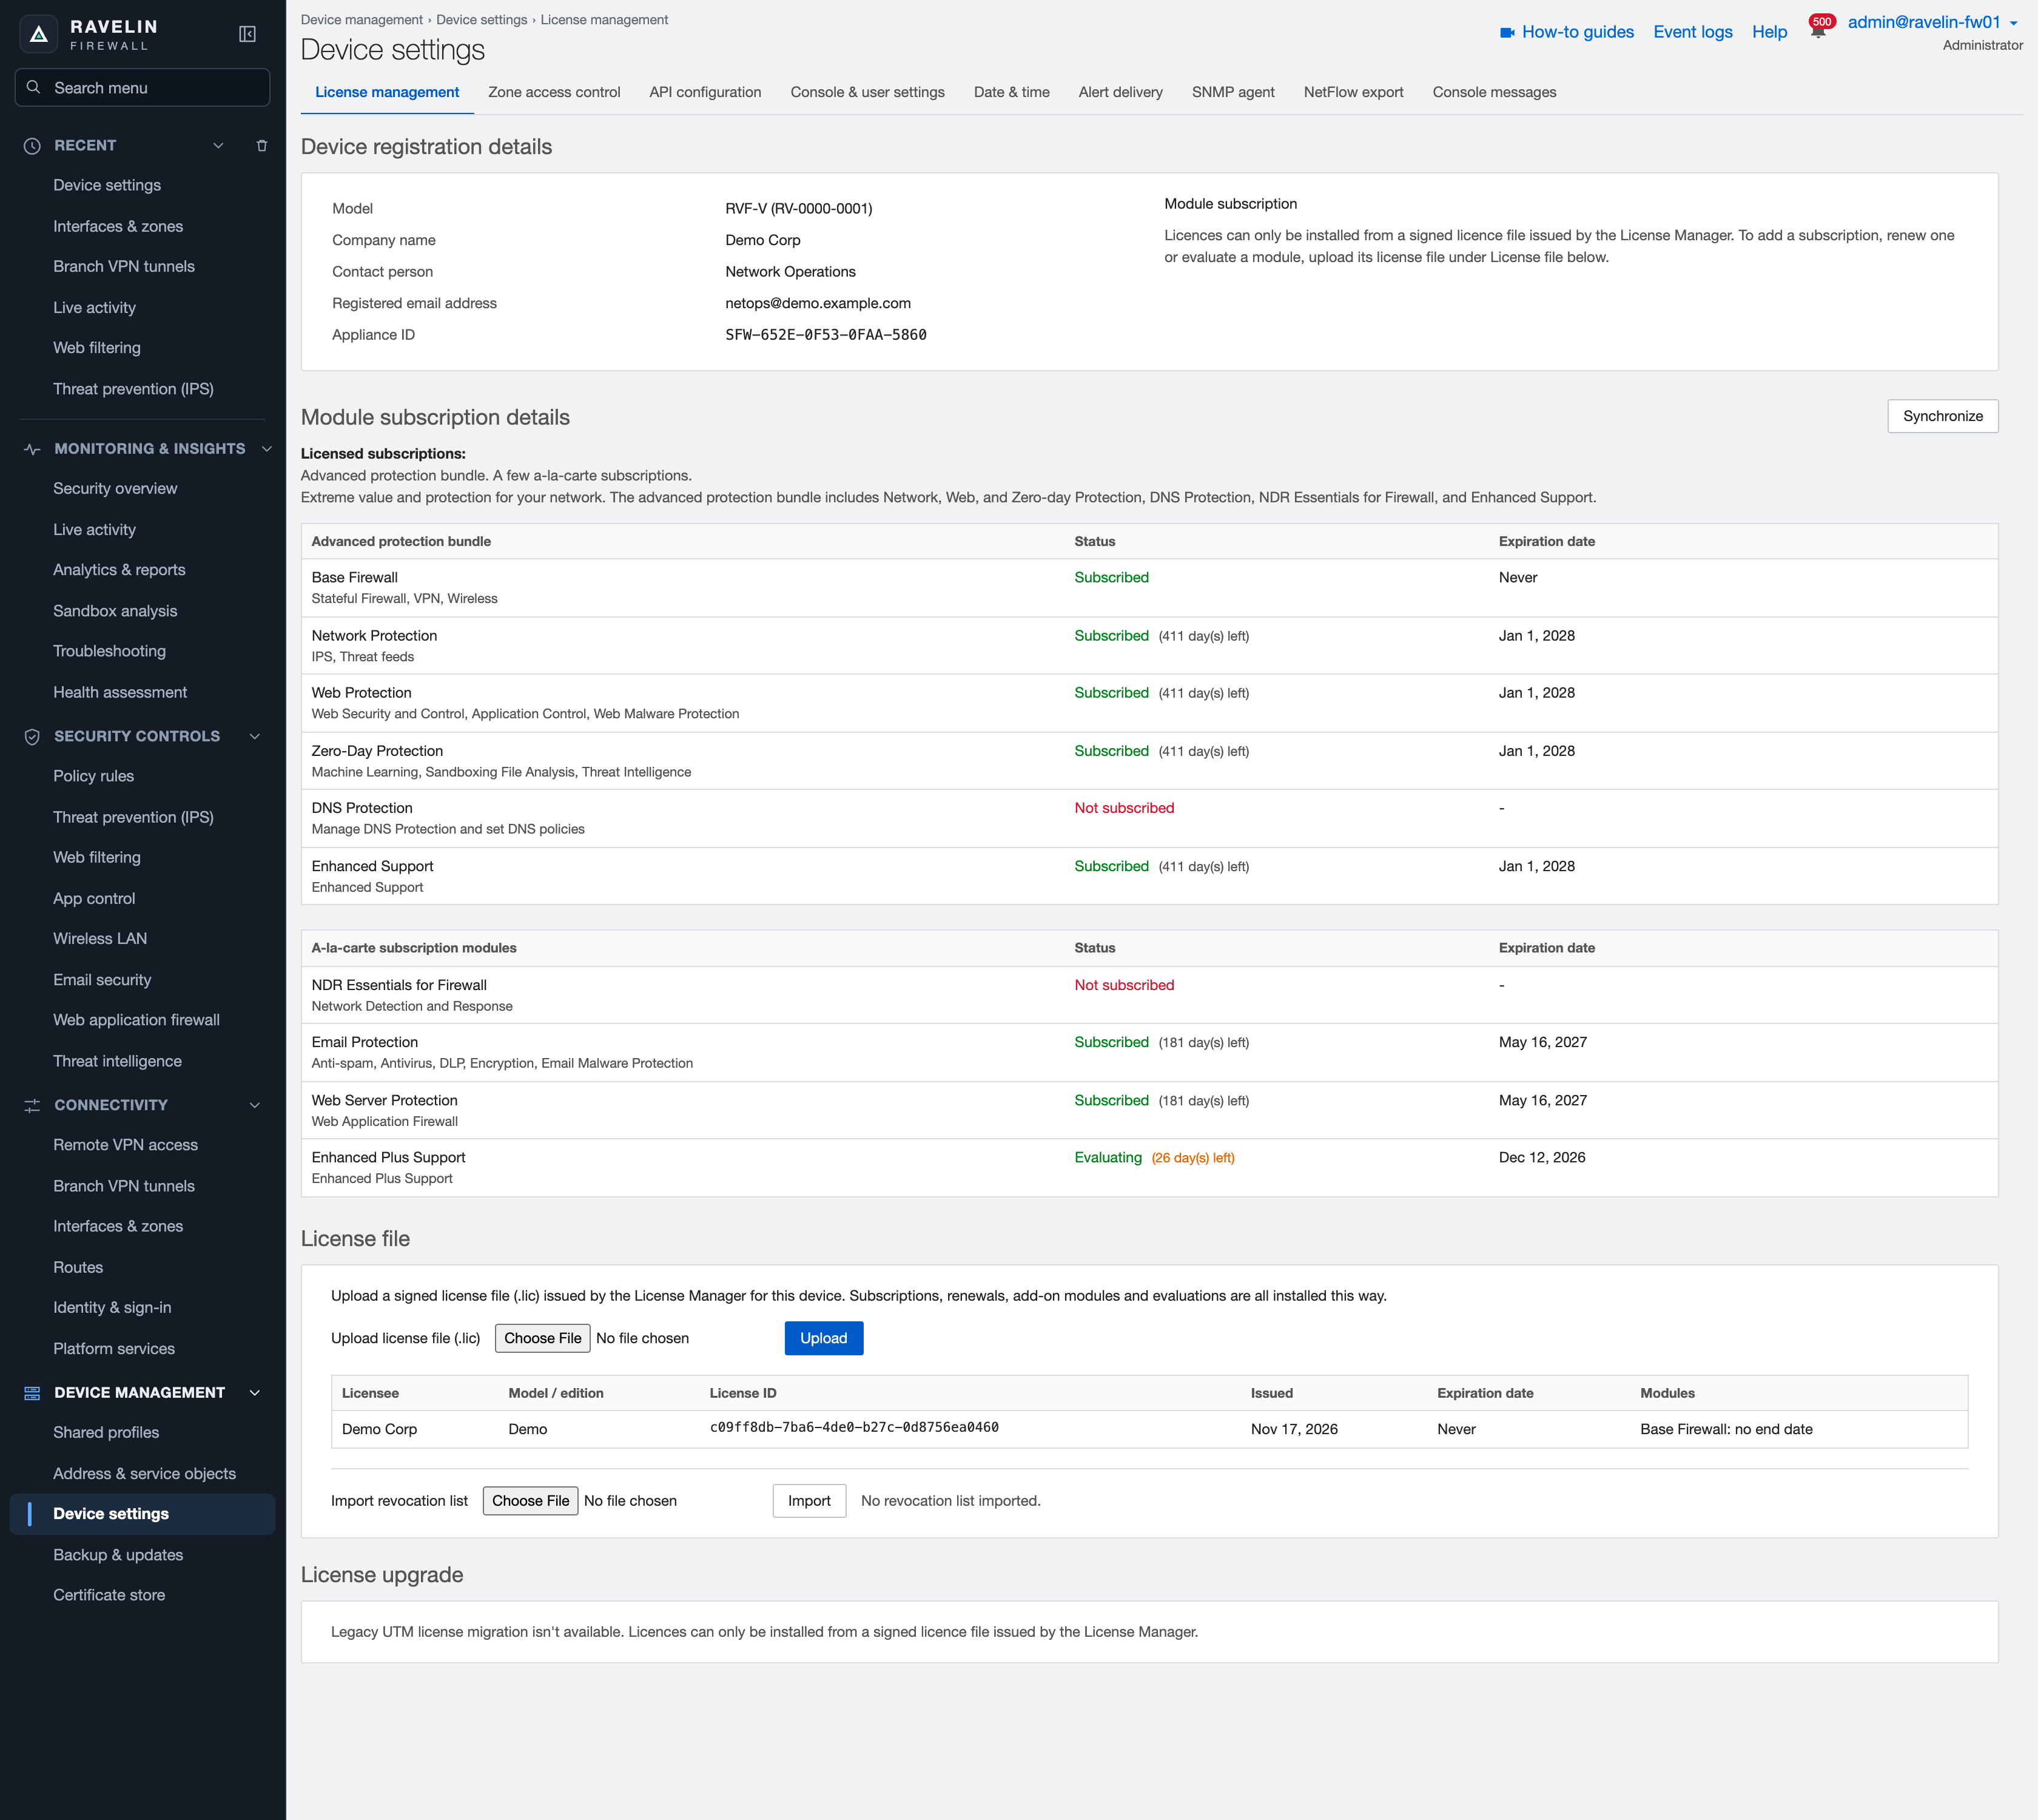 RAVELIN
FIREWALL
Search menu
RECENT
Device settings
Interfaces & zones
Branch VPN tunnels
Live activity
Web filtering
Threat prevention (IPS)
MONITORING & INSIGHTS
Security overview
Live activity
Analytics & reports
Sandbox analysis
Troubleshooting
Health assessment
SECURITY CONTROLS
Policy rules
Threat prevention (IPS)
Web filtering
App control
Wireless LAN
Email security
Web application firewall
Threat intelligence
CONNECTIVITY
Remote VPN access
Branch VPN tunnels
Interfaces & zones
Routes
Identity & sign-in
Platform services
DEVICE MANAGEMENT
Shared profiles
Address & service objects
Device settings
Backup & updates
Certificate store
Device management › Device settings › License management
Device settings
How-to guides Event logs Help 500 admin@ravelin-fw01
Administrator
License management Zone access control API configuration Console & user settings Date & time Alert delivery SNMP agent NetFlow export Console messages
Device registration details
Model RVF-V (RV-0000-0001)
Company name Demo Corp
Contact person Network Operations
Registered email address netops@demo.example.com
Appliance ID SFW-652E-0F53-0FAA-5860
Module subscription
Licences can only be installed from a signed licence file issued by the License Manager. To add a subscription, renew one
or evaluate a module, upload its license file under License file below.
Module subscription details
Synchronize
Licensed subscriptions:
Advanced protection bundle. A few a-la-carte subscriptions.
Extreme value and protection for your network. The advanced protection bundle includes Network, Web, and Zero-day Protection, DNS Protection, NDR Essentials for Firewall, and Enhanced Support.
Advanced protection bundle Status Expiration date
Base Firewall Subscribed Never
Stateful Firewall, VPN, Wireless
Network Protection Subscribed (411 day(s) left) Jan 1, 2028
IPS, Threat feeds
Web Protection Subscribed (411 day(s) left) Jan 1, 2028
Web Security and Control, Application Control, Web Malware Protection
Zero-Day Protection Subscribed (411 day(s) left) Jan 1, 2028
Machine Learning, Sandboxing File Analysis, Threat Intelligence
DNS Protection Not subscribed -
Manage DNS Protection and set DNS policies
Enhanced Support Subscribed (411 day(s) left) Jan 1, 2028
Enhanced Support
A-la-carte subscription modules Status Expiration date
NDR Essentials for Firewall Not subscribed -
Network Detection and Response
Email Protection Subscribed (181 day(s) left) May 16, 2027
Anti-spam, Antivirus, DLP, Encryption, Email Malware Protection
Web Server Protection Subscribed (181 day(s) left) May 16, 2027
Web Application Firewall
Enhanced Plus Support Evaluating (26 day(s) left) Dec 12, 2026
Enhanced Plus Support
License file
Upload a signed license file (.lic) issued by the License Manager for this device. Subscriptions, renewals, add-on modules and evaluations are all installed this way.
Upload license file (.lic) Choose File No file chosen Upload
Licensee Model / edition License ID Issued Expiration date Modules
Demo Corp Demo c09ff8db-7ba6-4de0-b27c-0d8756ea0460 Nov 17, 2026 Never Base Firewall: no end date
Import revocation list Choose File No file chosen Import No revocation list imported.
License upgrade
Legacy UTM license migration isn't available. Licences can only be installed from a signed licence file issued by the License Manager.